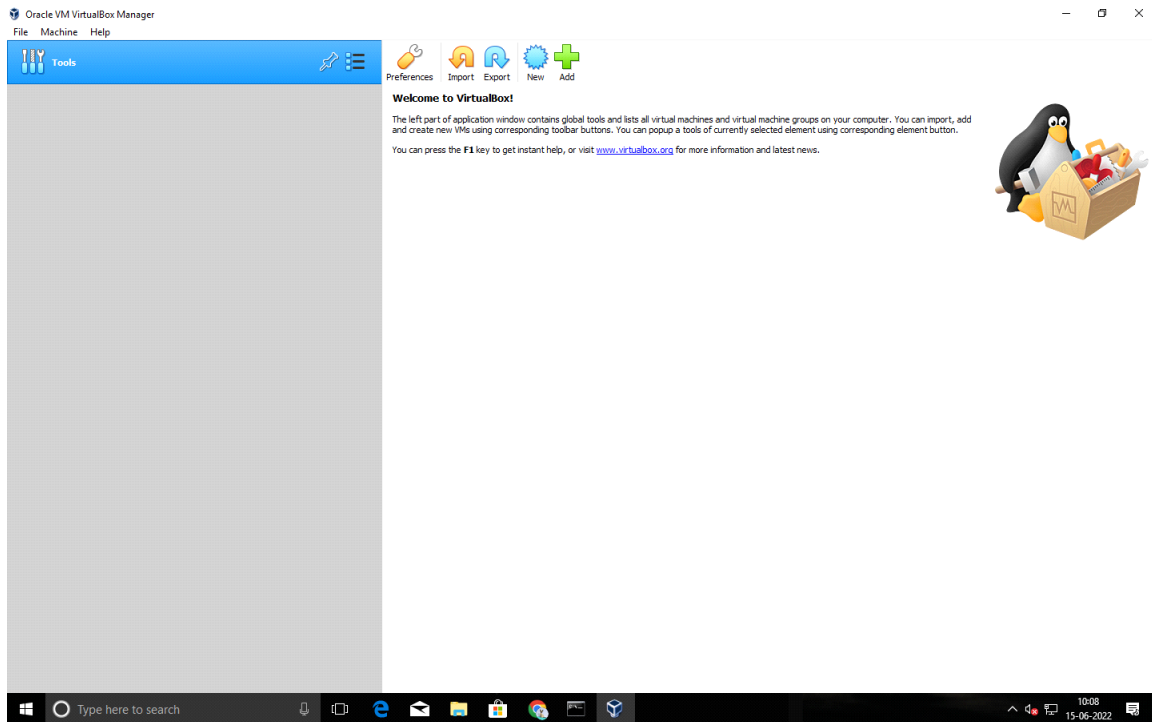 Oracle VM VirtualBox Manager
File Machine Help
Tools
Preferences Import Export New Add
Welcome to VirtualBox!
The left part of application window contains global tools and lists all virtual machines and virtual machine groups on your computer. You can import, add
and create new VMs using corresponding toolbar buttons. You can popup a tools of currently selected element using corresponding element button.
You can press the F1 key to get instant help, or visit www.virtualbox.org for more information and latest news.
Type here to search
10:08
15-06-2022